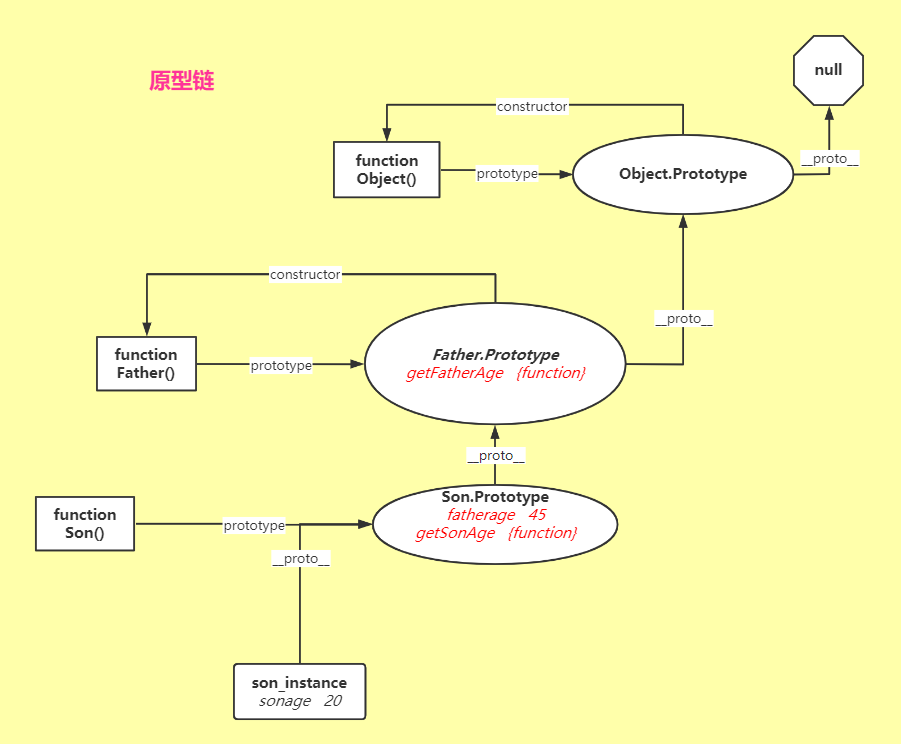 null
原型链
constructor
function
Object()
prototype
Object.Prototype
__proto__
constructor
__proto__
function
Father()
prototype
Father.Prototype
getFatherAge {function}
__proto__
function
Son()
prototype
Son.Prototype
fatherage 45
getSonAge {function}
__proto__
son_instance
sonage 20